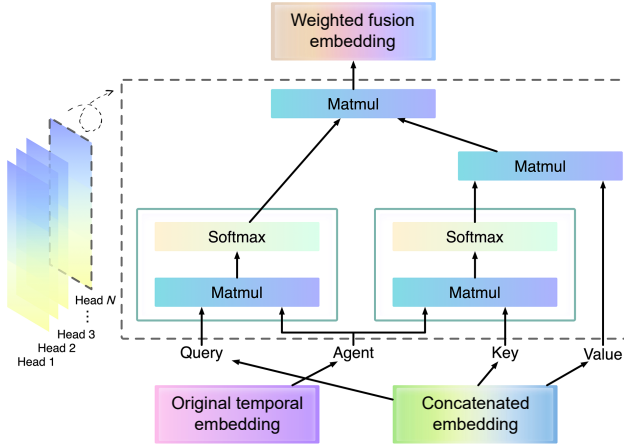 Weighted fusion
embedding
Matmul
Matmul
Softmax
Softmax
Matmul
Matmul
Head N
Head 3
Head 2
Head 1
Query
Agent
Key
Value
Original temporal
embedding
Concatenated
embedding